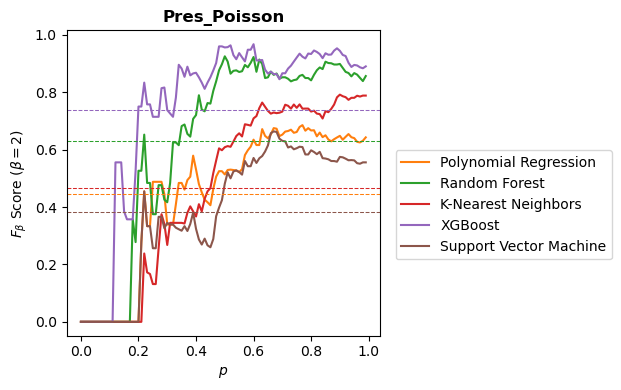 Pres_Poisson
F_β Score (β = 2)
1.0
0.8
0.6
0.4
0.2
0.0
0.0 0.2 0.4 0.6 0.8 1.0
p
Polynomial Regression
Random Forest
K-Nearest Neighbors
XGBoost
Support Vector Machine